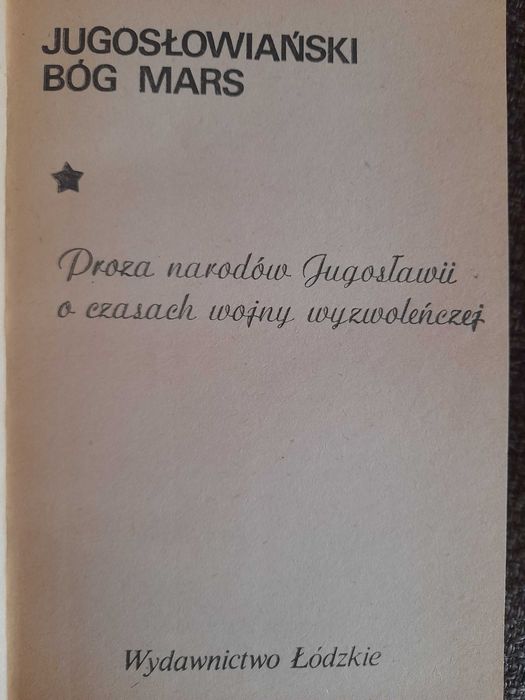 JUGOSŁOWIAŃSKI
BÓG MARS
Proza narodów Jugosławii
o czasach wojny wyzwoleńczej
Wydawnictwo Łódzkie